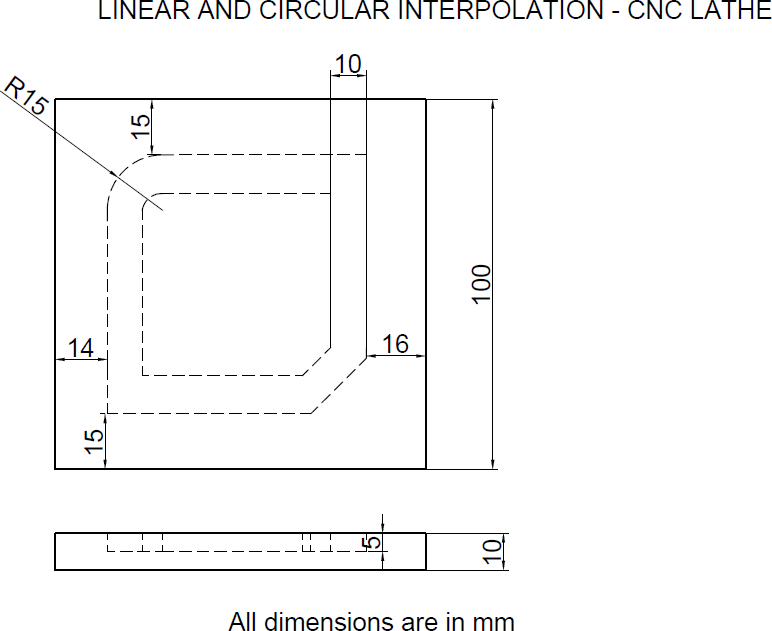 LINEAR AND CIRCULAR INTERPOLATION - CNC LATHE
10
R15
15
100
14
16
15
5
10
All dimensions are in mm